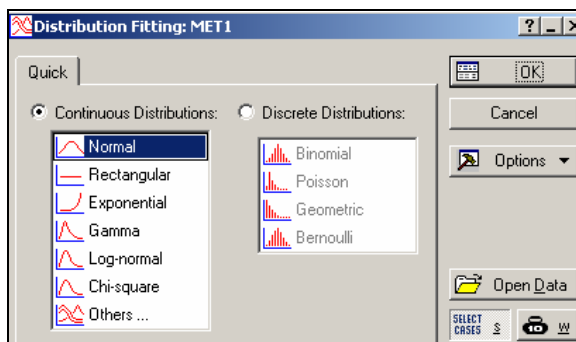 Distribution Fitting: MET1
Quick
Continuous Distributions:
Normal
Rectangular
Exponential
Gamma
Log-normal
Chi-square
Others ...
Discrete Distributions:
Binomial
Poisson
Geometric
Bernoulli
OK
Cancel
Options
Open Data
SELECT CASES S
10 W